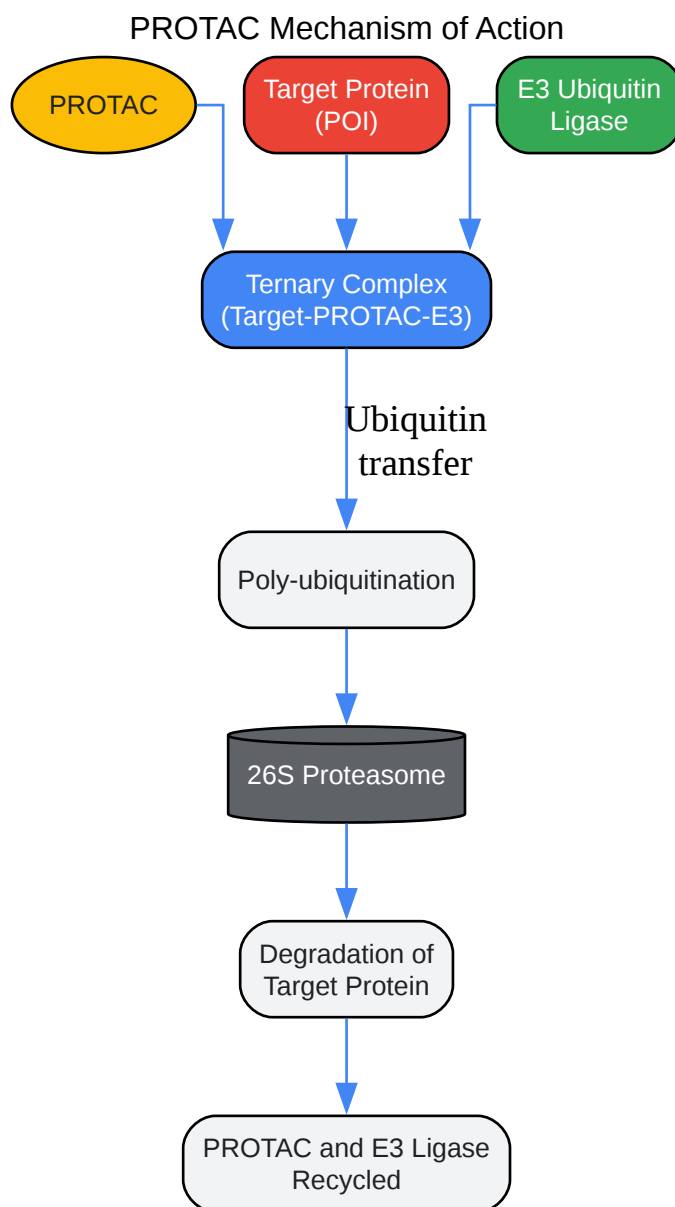 PROTAC Mechanism of Action
PROTAC
Target Protein
(POI)
E3 Ubiquitin
Ligase
Ternary Complex
(Target-PROTAC-E3)
Ubiquitin
transfer
Poly-ubiquitination
26S Proteasome
Degradation of
Target Protein
PROTAC and E3 Ligase
Recycled